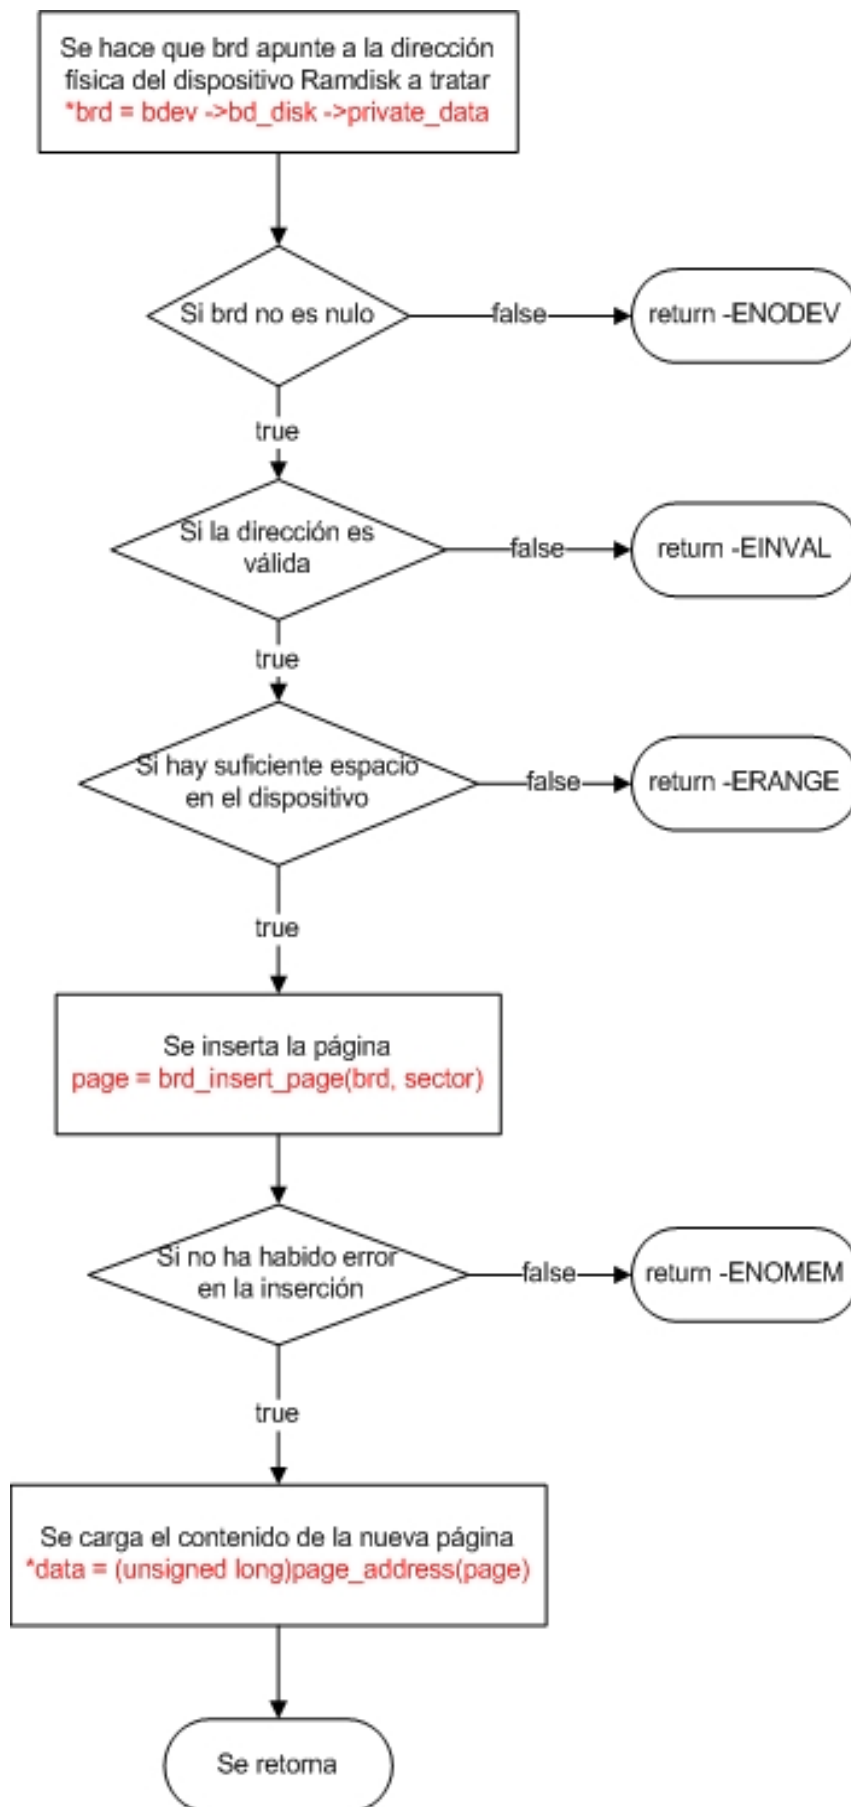 Se hace que brd apunte a la dirección
física del dispositivo Ramdisk a tratar
*brd = bdev ->bd_disk ->private_data
Si brd no es nulo
false
return -ENODEV
true
Si la dirección es
válida
false
return -EINVAL
true
Si hay suficiente espacio
en el dispositivo
false
return -ERANGE
true
Se inserta la página
page = brd_insert_page(brd, sector)
Si no ha habido error
en la inserción
false
return -ENOMEM
true
Se carga el contenido de la nueva página
*data = (unsigned long)page_address(page)
Se retorna